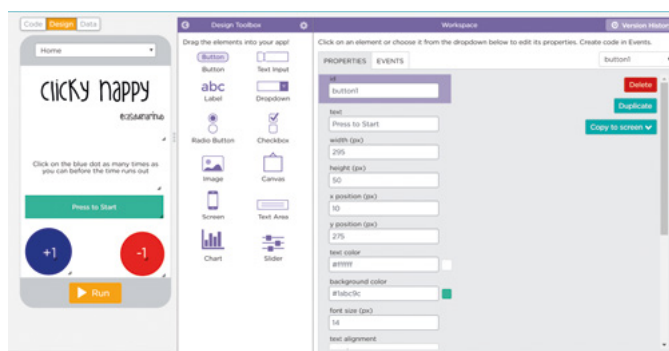 Code Design Data
Design Toolbox
Workspace
Version History
Home
clicky happy
Click on the blue dot as many times as
you can before the time runs out
Press to Start
+1
-1
Run
Drag the elements into your app!
Button
Button
Text Input
abc
Label
Dropdown
Radio Button
Checkbox
Image
Canvas
Screen
Text Area
Chart
Slider
Click on an element or choose it from the dropdown below to edit its properties. Create code in Events.
PROPERTIES EVENTS
button1
id
button1
Delete
Duplicate
Copy to screen
text
Press to Start
width (px)
295
height (px)
50
x position (px)
10
y position (px)
275
text color
#ffffff
background color
#1abc9c
font size (px)
14
text alignment